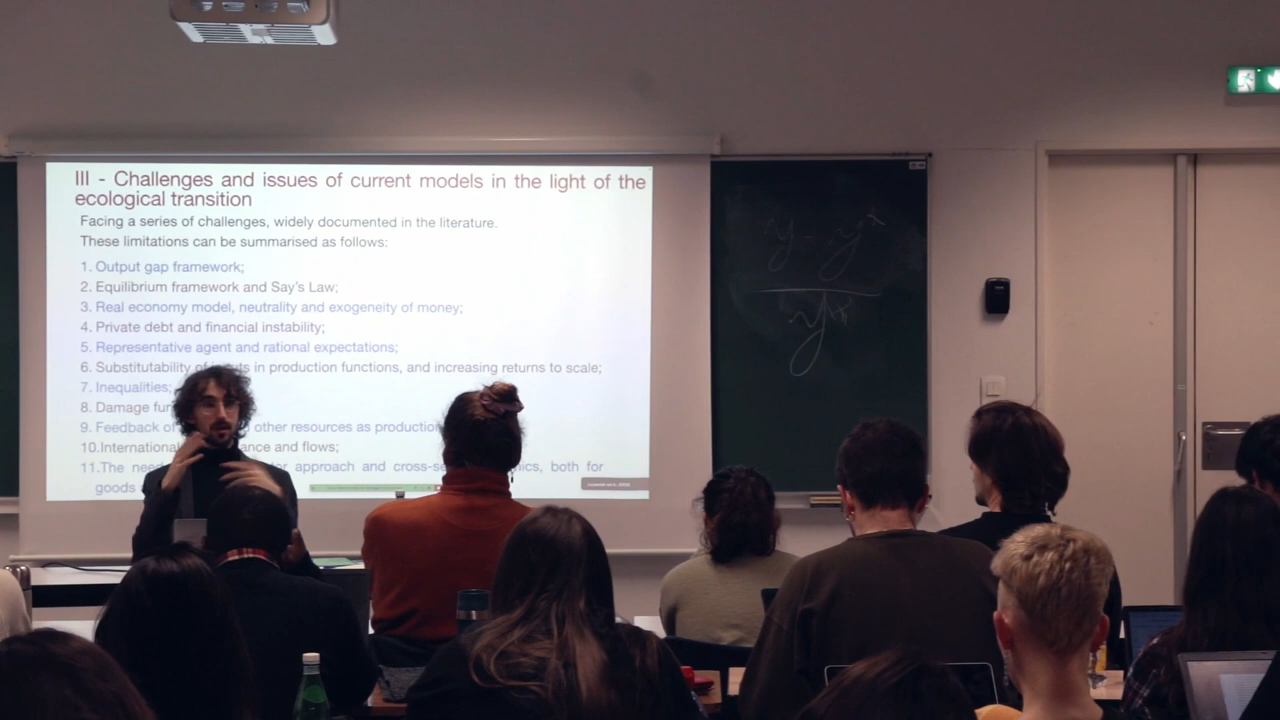 III - Challenges and issues of current models in the light of the
ecological transition
Facing a series of challenges, widely documented in the literature.
These limitations can be summarised as follows:
1. Output gap framework;
2. Equilibrium framework and Say's Law;
3. Real economy model, neutrality and exogeneity of money;
4. Private debt and financial instability;
5. Representative agent and rational expectations;
6. Substitutability of inputs in production functions, and increasing returns to scale;
7. Inequalities;
8. Damage
9. Feedback of other resources as production
10.International ance and flows;
11.The need approach and for
goods
y - y*
y*